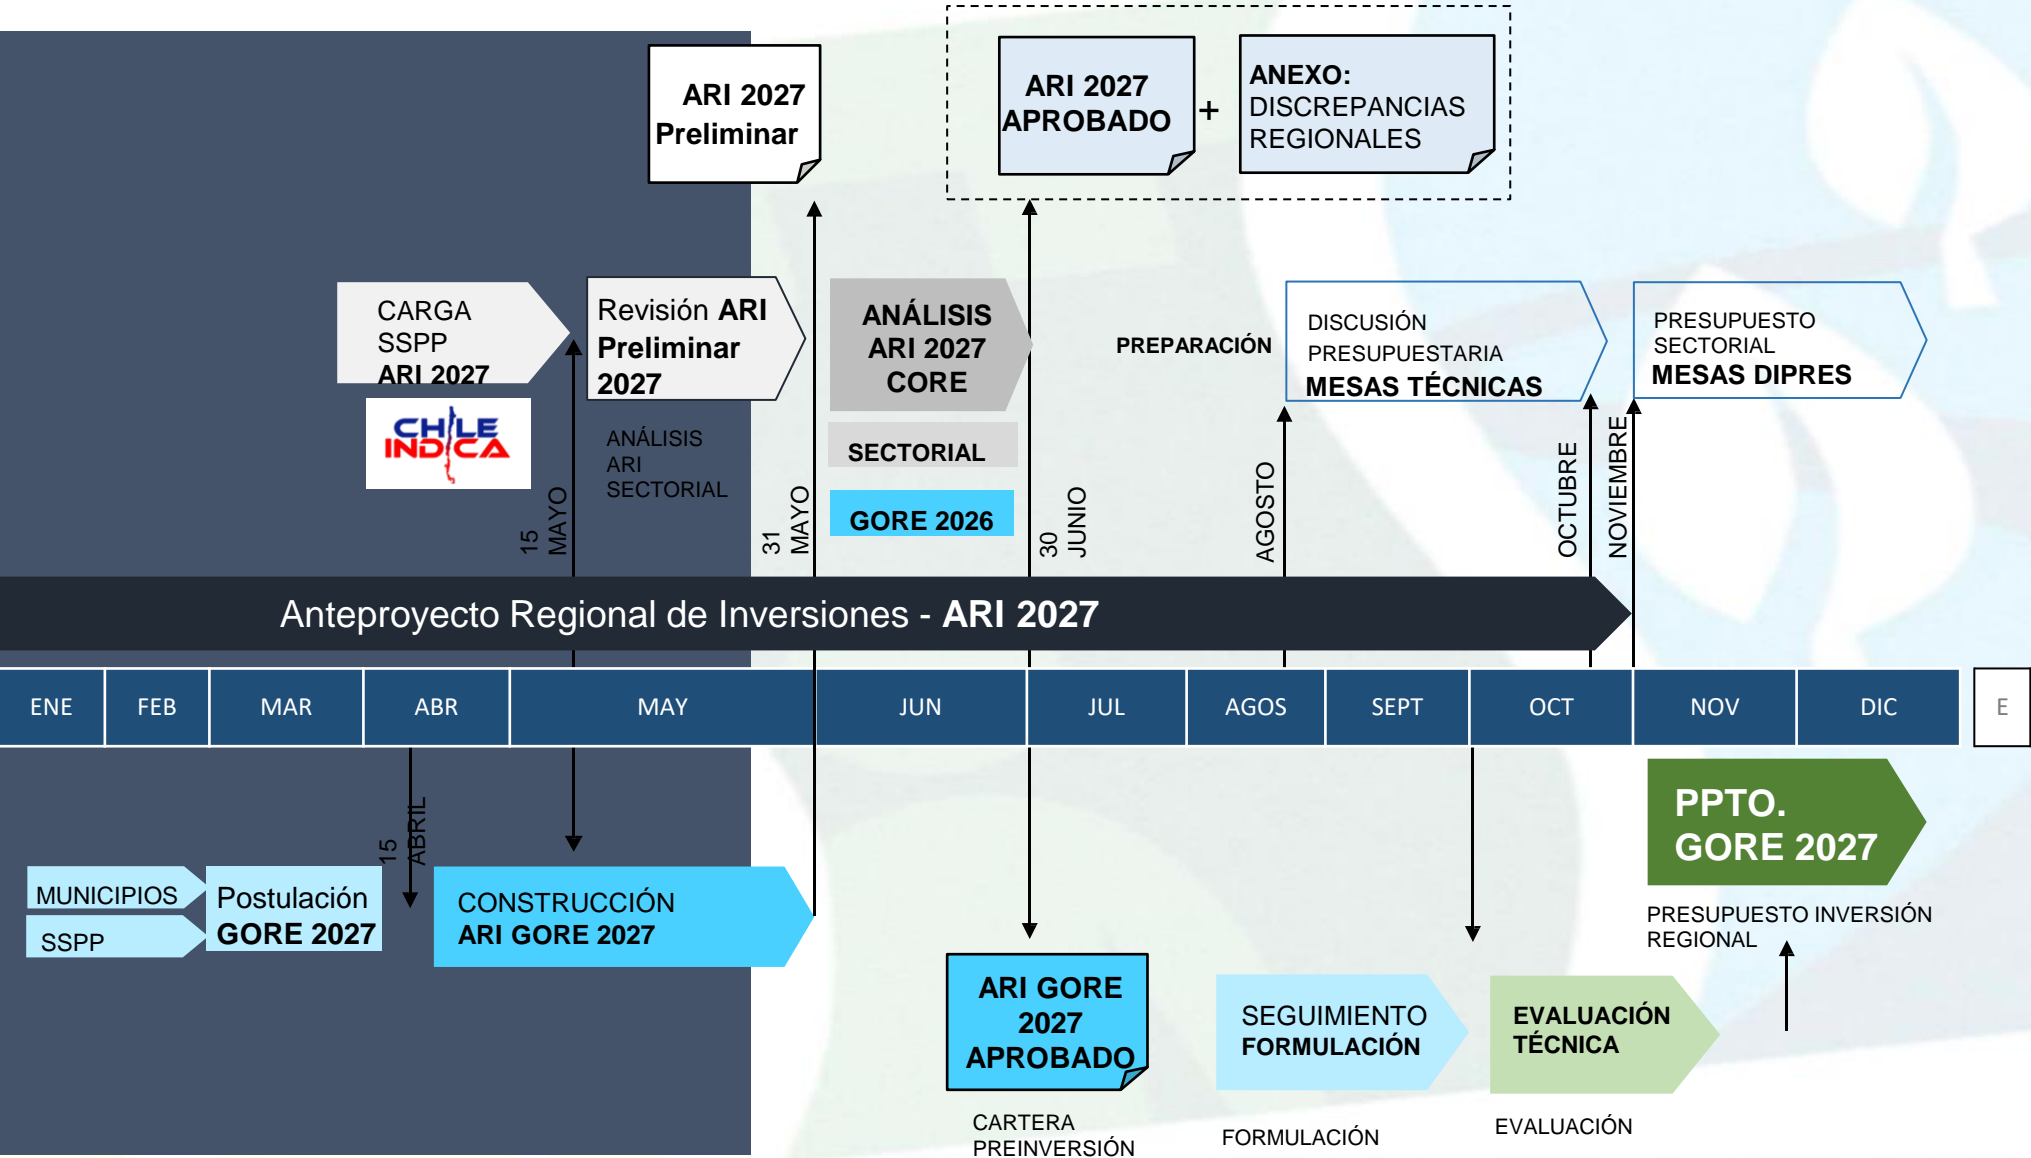 ARI 2027
Preliminar
ARI 2027
APROBADO
+
ANEXO:
DISCREPANCIAS
REGIONALES
CARGA
SSPP
ARI 2027
CHILE
INDICA
Revisión ARI
Preliminar
2027
ANÁLISIS
ARI
SECTORIAL
ANÁLISIS
ARI 2027
CORE
SECTORIAL
GORE 2026
PREPARACIÓN
DISCUSIÓN
PRESUPUESTARIA
MESAS TÉCNICAS
PRESUPUESTO
SECTORIAL
MESAS DIPRES
15
MAYO
31
MAYO
30
JUNIO
AGOSTO
OCTUBRE
NOVIEMBRE
Anteproyecto Regional de Inversiones - ARI 2027
ENE FEB MAR ABR MAY JUN JUL AGOS SEPT OCT NOV DIC E
15
ABRIL
MUNICIPIOS
SSPP
Postulación
GORE 2027
CONSTRUCCIÓN
ARI GORE 2027
ARI GORE
2027
APROBADO
CARTERA
PREINVERSIÓN
SEGUIMIENTO
FORMULACIÓN
FORMULACIÓN
EVALUACIÓN
TÉCNICA
EVALUACIÓN
PPTO.
GORE 2027
PRESUPUESTO INVERSIÓN
REGIONAL